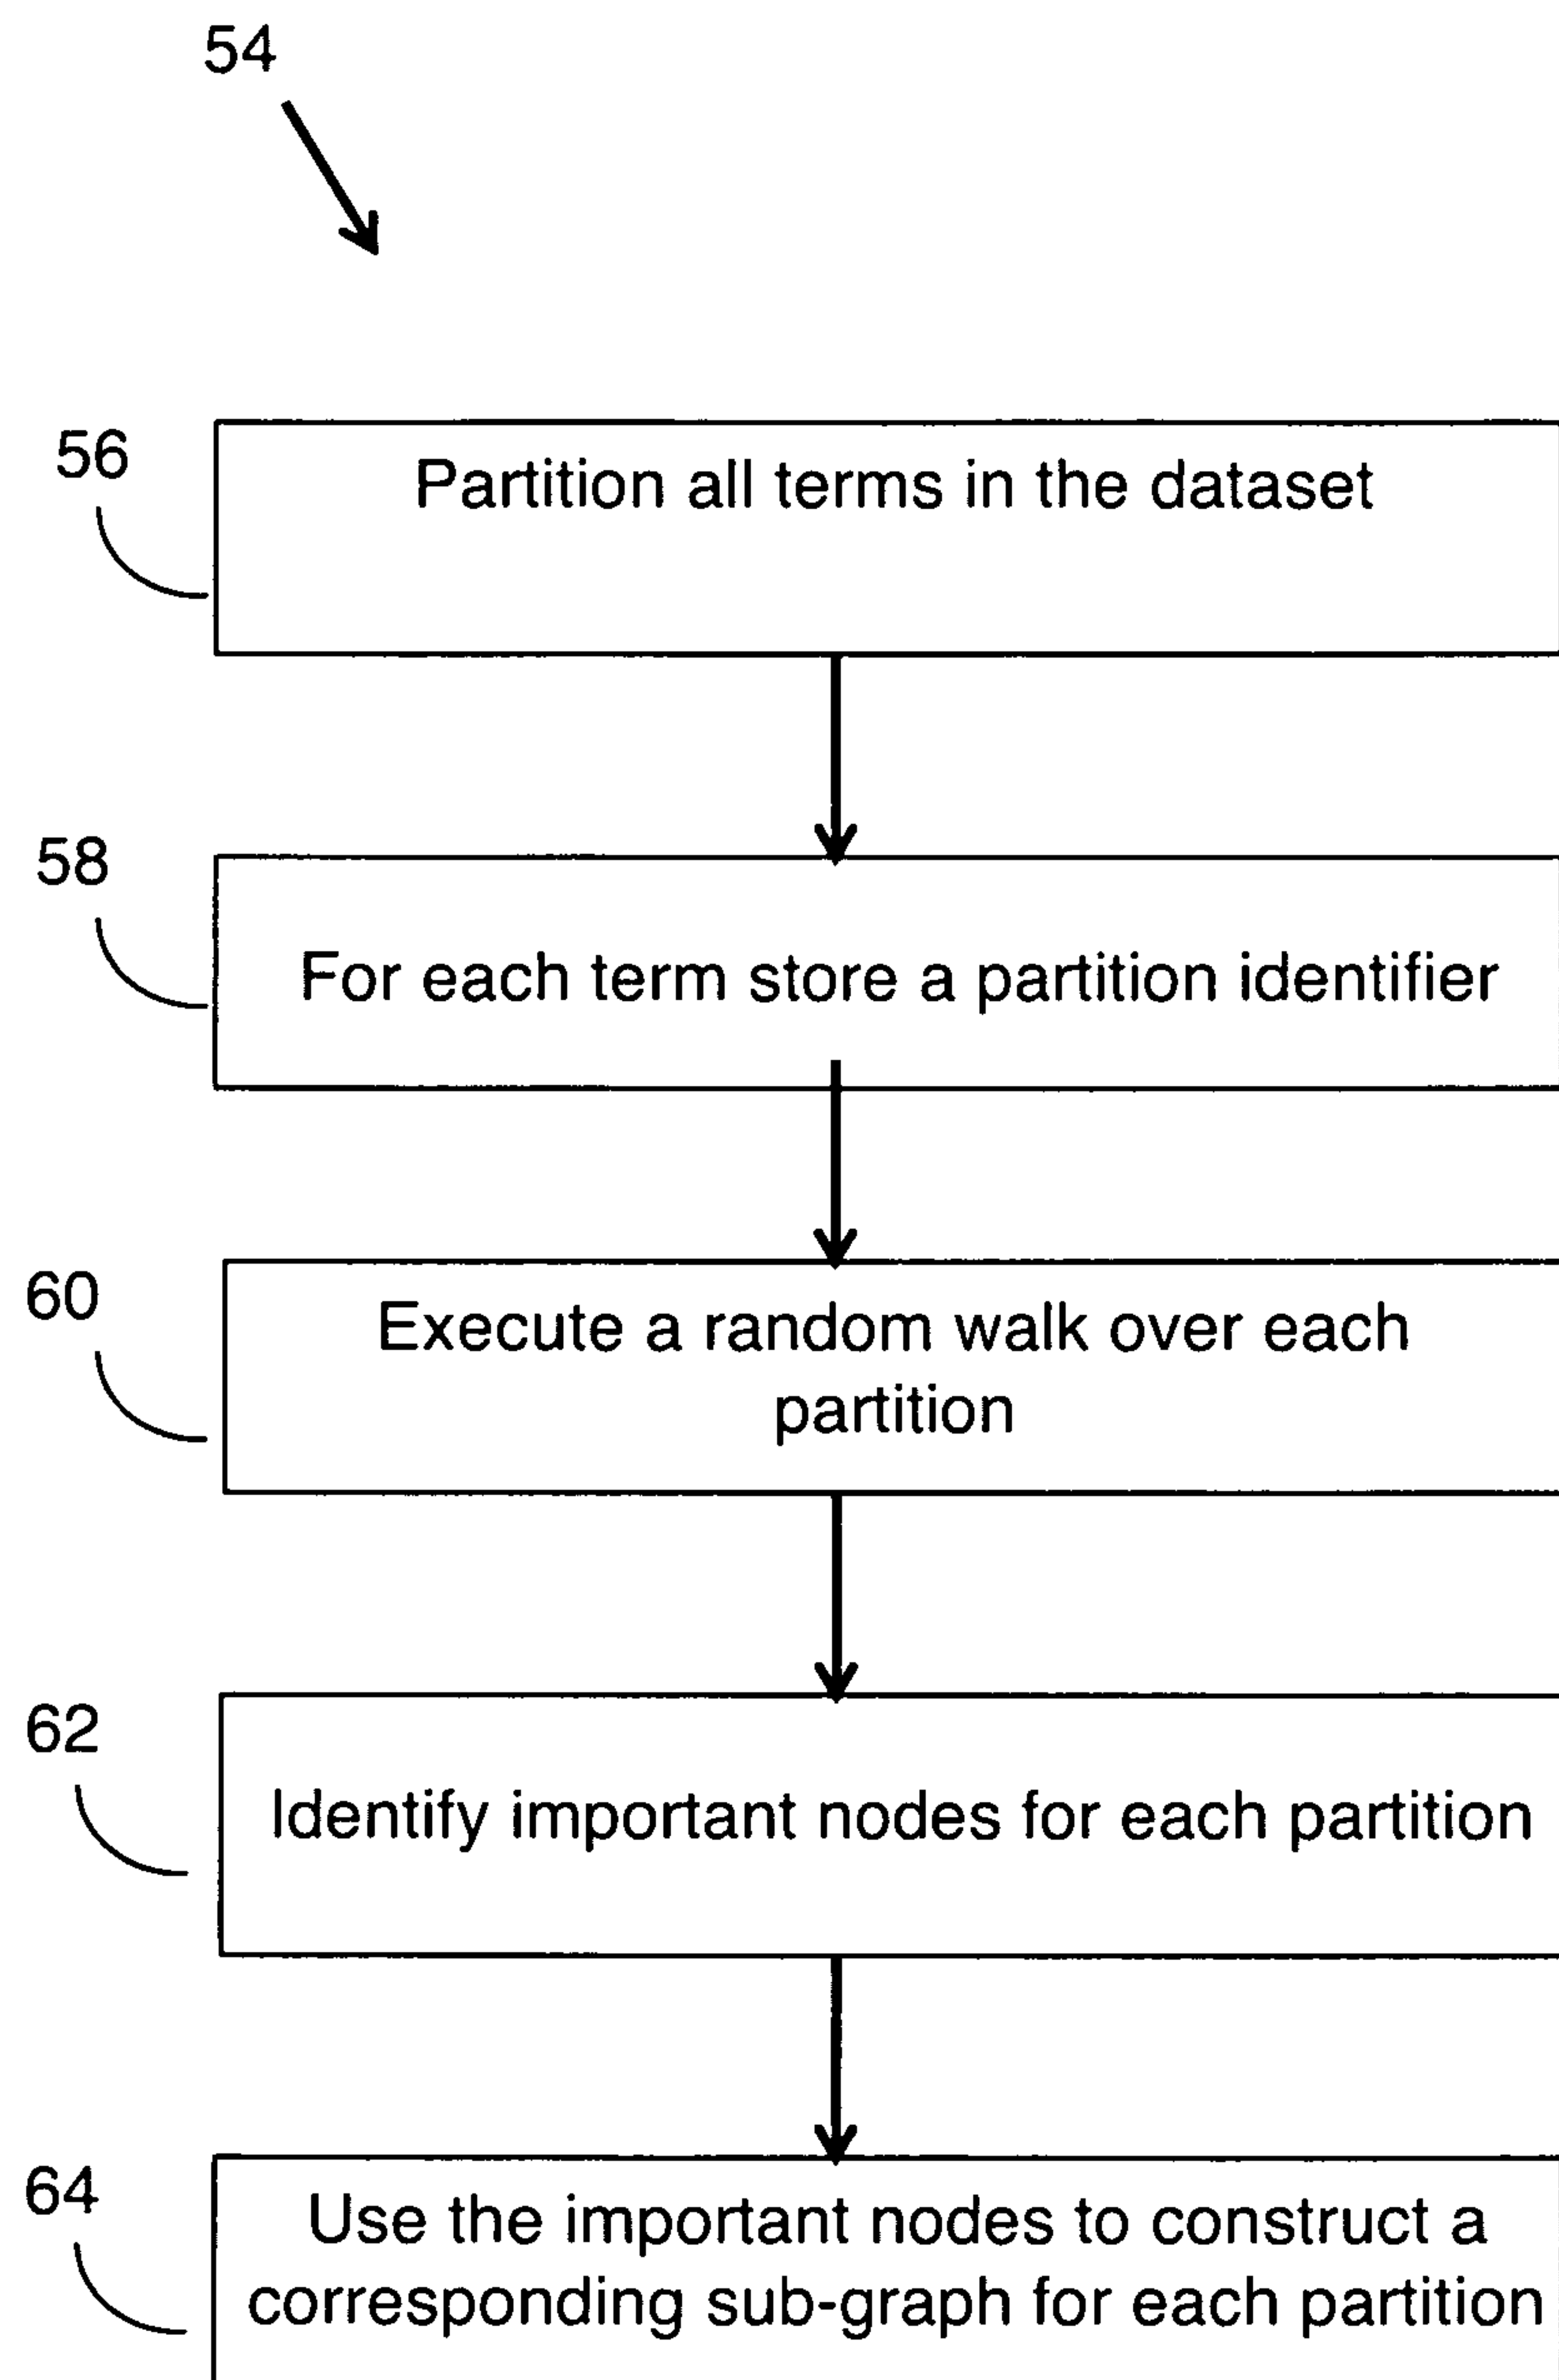 54
56
Partition all terms in the dataset
58
For each term store a partition identifier
60
Execute a random walk over each
partition
62
Identify important nodes for each partition
64
Use the important nodes to construct a
corresponding sub-graph for each partition